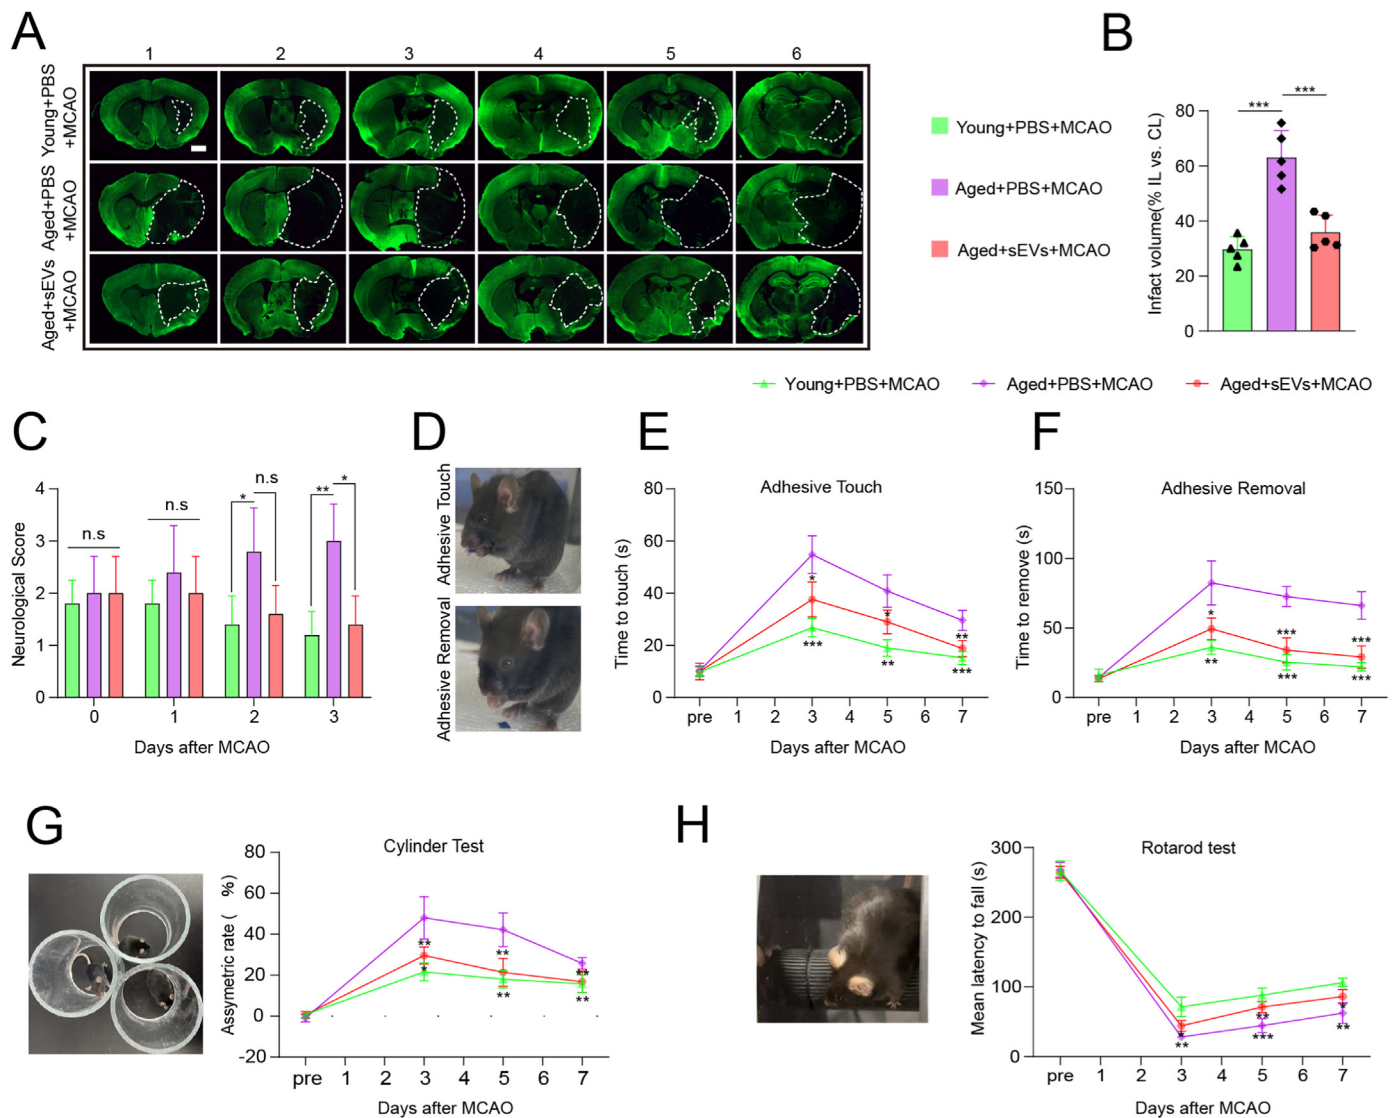 A
1 2 3 4 5 6
Young+PBS
+MCAO
Aged+PBS
+MCAO
Aged+sEVs
+MCAO
Young+PBS+MCAO
Aged+PBS+MCAO
Aged+sEVs+MCAO
B
*** ***
Infact volume(% IL vs. CL)
80
60
40
20
0
Young+PBS+MCAO Aged+PBS+MCAO Aged+sEVs+MCAO
C
Neurological Score
4
3
2
1
0
n.s n.s * n.s ** *
0 1 2 3
Days after MCAO
D
Adhesive Touch
Adhesive Removal
E
Adhesive Touch
Time to touch (s)
80
60
40
20
0
* * **
*** ** ***
pre 1 2 3 4 5 6 7
Days after MCAO
F
Adhesive Removal
Time to remove (s)
150
100
50
0
* *** ***
** *** ***
pre 1 2 3 4 5 6 7
Days after MCAO
G
Cylinder Test
Assymetric rate ( %)
80
60
40
20
0
-20
** ** **
* ** **
pre 1 2 3 4 5 6 7
Days after MCAO
H
Rotarod test
Mean latency to fall (s)
300
200
100
0
* ** *
** *** **
pre 1 2 3 4 5 6 7
Days after MCAO